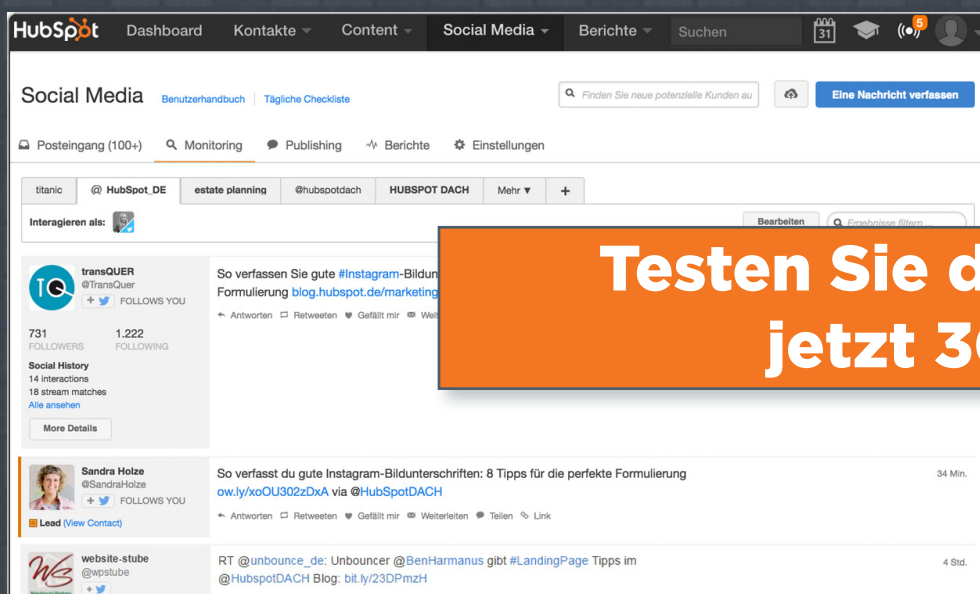 HubSpot Dashboard Kontakte Content Social Media Berichte Suchen 31 5
Social Media Benutzerhandbuch Tägliche Checkliste Finden Sie neue potenzielle Kunden au Eine Nachricht verfassen
Posteingang (100+) Monitoring Publishing Berichte Einstellungen
titanic @ HubSpot_DE estate planning @hubspotdach HUBSPOT DACH Mehr ▼ +
Interagieren als: Bearbeiten Ergebnisse filtern ...
Testen Sie d
jetzt 3
TQ
transQUER
@TransQuer
+ FOLLOWS YOU
So verfassen Sie gute #Instagram-Bildun
Formulierung blog.hubspot.de/marketing
Antworten Retweeten Gefällt mir Weit
731 1.222
FOLLOWERS FOLLOWING
Social History
14 interactions
18 stream matches
Alle ansehen
More Details
Sandra Holze
@SandraHolze
+ FOLLOWS YOU
Lead (View Contact)
So verfasst du gute Instagram-Bildunterschriften: 8 Tipps für die perfekte Formulierung 34 Min.
ow.ly/xoOU302zDxA via @HubSpotDACH
Antworten Retweeten Gefällt mir Weiterleiten Teilen Link
WS
website-stube
@wpstube
+
RT @unbounce_de: Unbouncer @BenHarmanus gibt #LandingPage Tipps im 4 Std.
@HubspotDACH Blog: bit.ly/23DPmzH